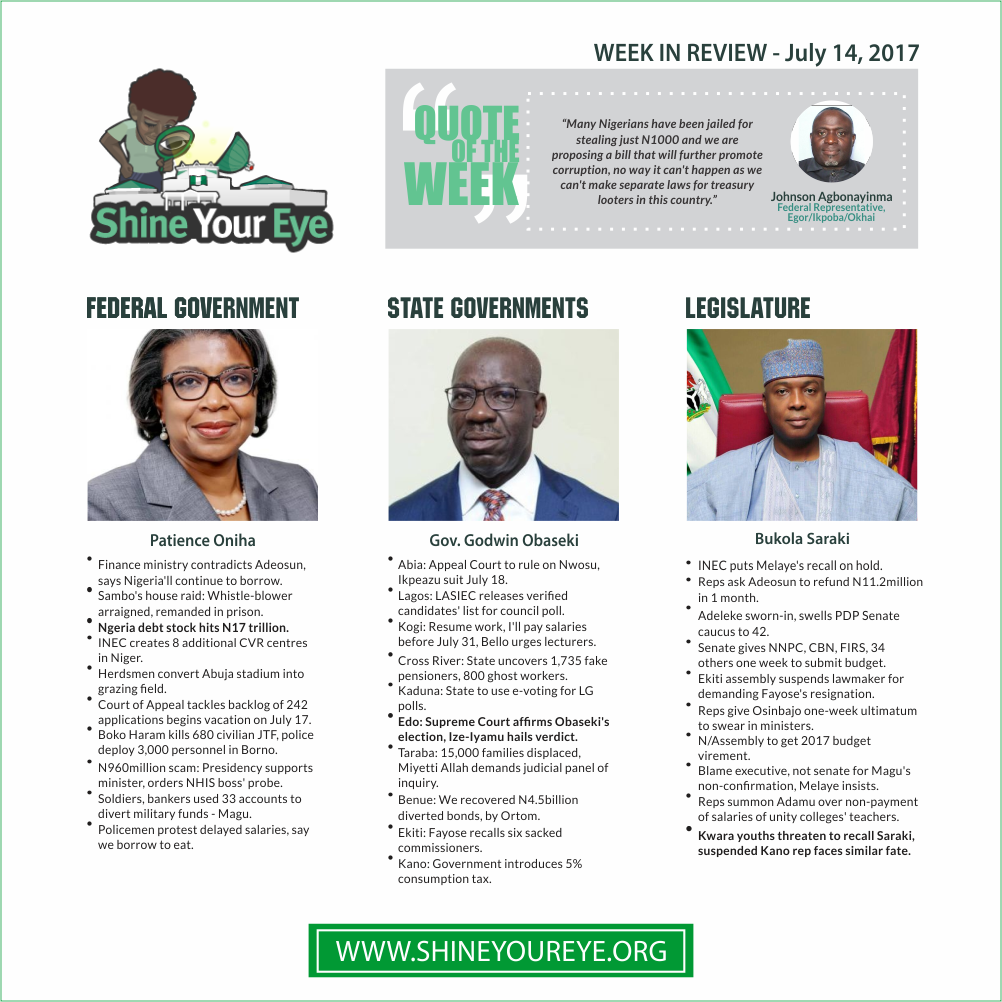 WEEK IN REVIEW - July 14, 2017
Shine Your Eye
QUOTE
OF THE
WEEK
“Many Nigerians have been jailed for
stealing just N1000 and we are
proposing a bill that will further promote
corruption, no way it can't happen as we
can't make separate laws for treasury
looters in this country.”
Johnson Agbonayinma
Federal Representative,
Egor/Ikpoba/Okhai
FEDERAL GOVERNMENT
Patience Oniha
• Finance ministry contradicts Adeosun,
says Nigeria'll continue to borrow.
• Sambo's house raid: Whistle-blower
arraigned, remanded in prison.
• Ngeria debt stock hits N17 trillion.
• INEC creates 8 additional CVR centres
in Niger.
• Herdsmen convert Abuja stadium into
grazing field.
• Court of Appeal tackles backlog of 242
applications begins vacation on July 17.
• Boko Haram kills 680 civilian JTF, police
deploy 3,000 personnel in Borno.
• N960million scam: Presidency supports
minister, orders NHIS boss' probe.
• Soldiers, bankers used 33 accounts to
divert military funds - Magu.
• Policemen protest delayed salaries, say
we borrow to eat.
STATE GOVERNMENTS
Gov. Godwin Obaseki
• Abia: Appeal Court to rule on Nwosu,
Ikpeazu suit July 18.
• Lagos: LASIEC releases verified
candidates' list for council poll.
• Kogi: Resume work, I'll pay salaries
before July 31, Bello urges lecturers.
• Cross River: State uncovers 1,735 fake
pensioners, 800 ghost workers.
• Kaduna: State to use e-voting for LG
polls.
• Edo: Supreme Court affirms Obaseki's
election, Ize-Iyamu hails verdict.
• Taraba: 15,000 families displaced,
Miyetti Allah demands judicial panel of
inquiry.
• Benue: We recovered N4.5billion
diverted bonds, by Ortom.
• Ekiti: Fayose recalls six sacked
commissioners.
• Kano: Government introduces 5%
consumption tax.
LEGISLATURE
Bukola Saraki
• INEC puts Melaye's recall on hold.
• Reps ask Adeosun to refund N11.2million
in 1 month.
• Adeleke sworn-in, swells PDP Senate
caucus to 42.
• Senate gives NNPC, CBN, FIRS, 34
others one week to submit budget.
• Ekiti assembly suspends lawmaker for
demanding Fayose's resignation.
• Reps give Osinbajo one-week ultimatum
to swear in ministers.
• N/Assembly to get 2017 budget
virement.
• Blame executive, not senate for Magu's
non-confirmation, Melaye insists.
• Reps summon Adamu over non-payment
of salaries of unity colleges' teachers.
• Kwara youths threaten to recall Saraki,
suspended Kano rep faces similar fate.
WWW.SHINEYOUREYE.ORG